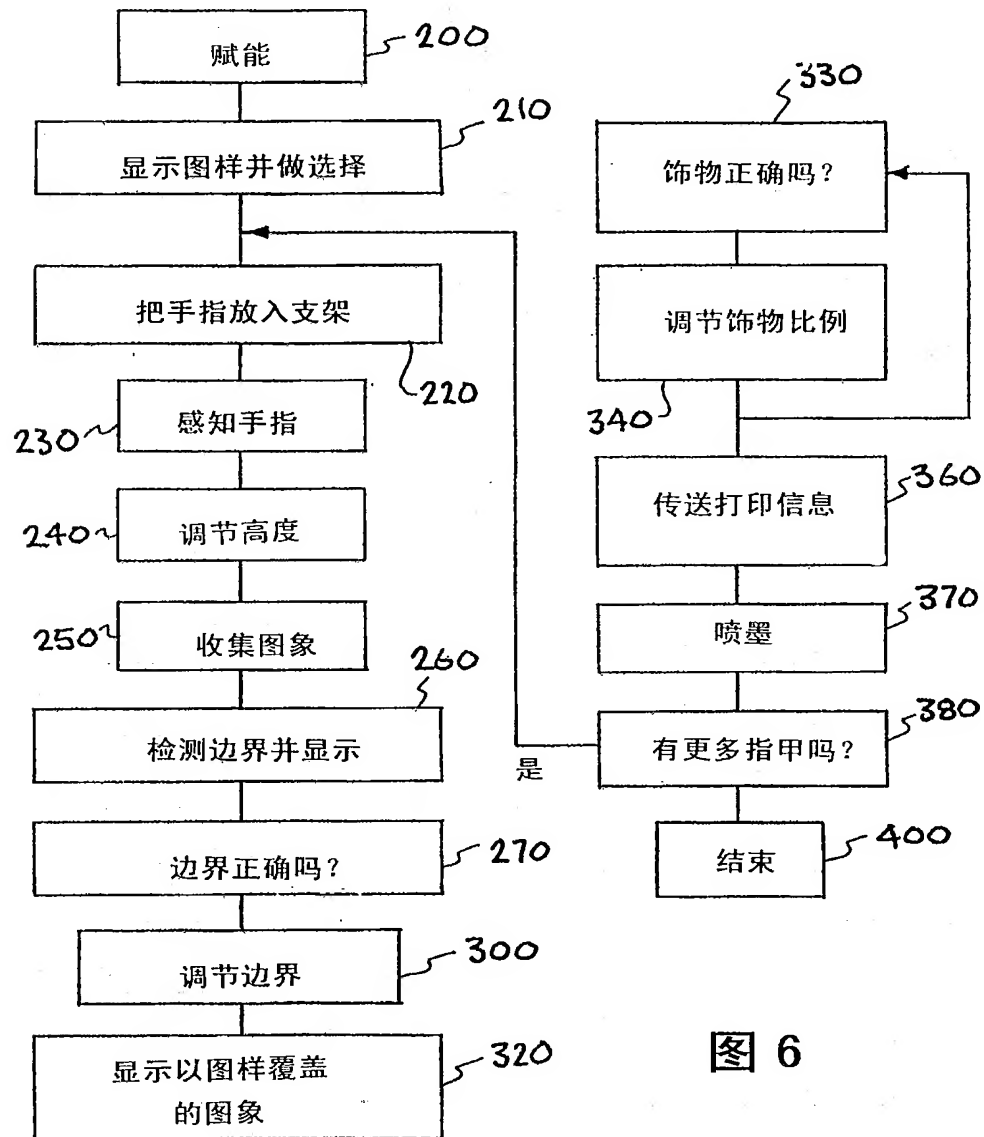 赋能
200
显示图样并做选择
210
把手指放入支架
220
感知手指
230
调节高度
240
收集图象
250
260
检测边界并显示
边界正确吗?
270
调节边界
300
显示以图样覆盖
的图象
320
330
饰物正确吗?
调节饰物比例
340
传送打印信息
360
喷墨
370
有更多指甲吗?
380
是
结束
400
图 6